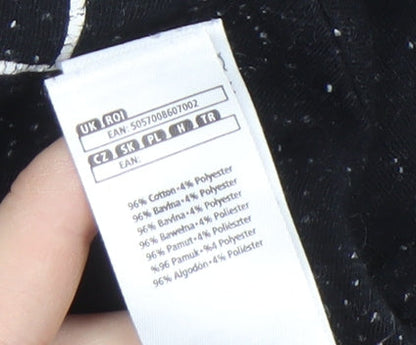 UK ROI
EAN: 5057008607002
CZ SK PL H TR
EAN:
96% Cotton • 4% Polyester
96% Bavlna • 4% Polyester
96% Bavlna • 4% Polyester
96% Bawełna • 4% Poliester
96% Pamut • 4% Poliészter
%96 Pamuk • %4 Polyester
96% Algodón • 4% Poliéster